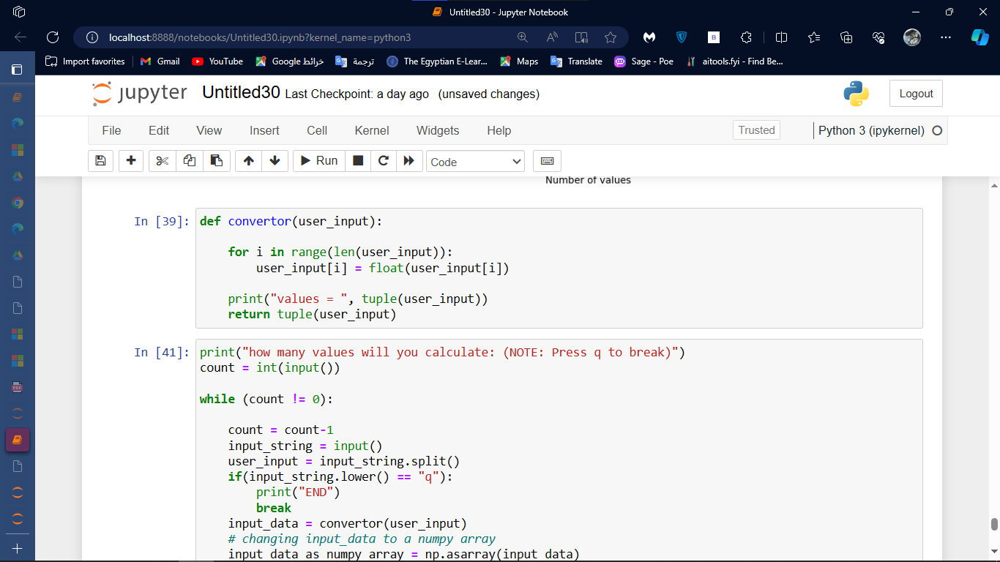 Untitled30 - Jupyter Notebook
localhost:8888/notebooks/Untitled30.ipynb?kernel_name=python3
Import favorites Gmail YouTube Google خرائط ترجمة The Egyptian E-Lear... Maps Translate Sage - Poe aitools.fyi - Find Be...
jupyter Untitled30 Last Checkpoint: a day ago (unsaved changes) Logout
File Edit View Insert Cell Kernel Widgets Help Trusted Python 3 (ipykernel)
Run Code
Number of values
In [39]: def convertor(user_input):
for i in range(len(user_input)):
user_input[i] = float(user_input[i])
print("values = ", tuple(user_input))
return tuple(user_input)
In [41]: print("how many values will you calculate: (NOTE: Press q to break)")
count = int(input())
while (count != 0):
count = count-1
input_string = input()
user_input = input_string.split()
if(input_string.lower() == "q"):
print("END")
break
input_data = convertor(user_input)
# changing input_data to a numpy array
input_data_as_numpy_array = np.asarray(input_data)